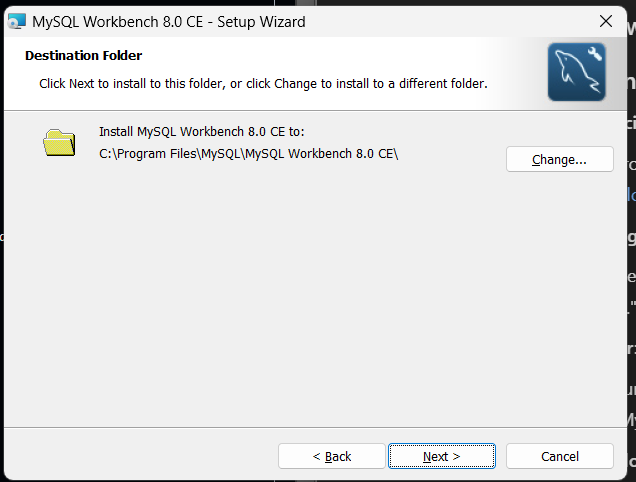 MySQL Workbench 8.0 CE - Setup Wizard
Destination Folder
Click Next to install to this folder, or click Change to install to a different folder.
Install MySQL Workbench 8.0 CE to:
C:\Program Files\MySQL\MySQL Workbench 8.0 CE\
Change...
< Back
Next >
Cancel